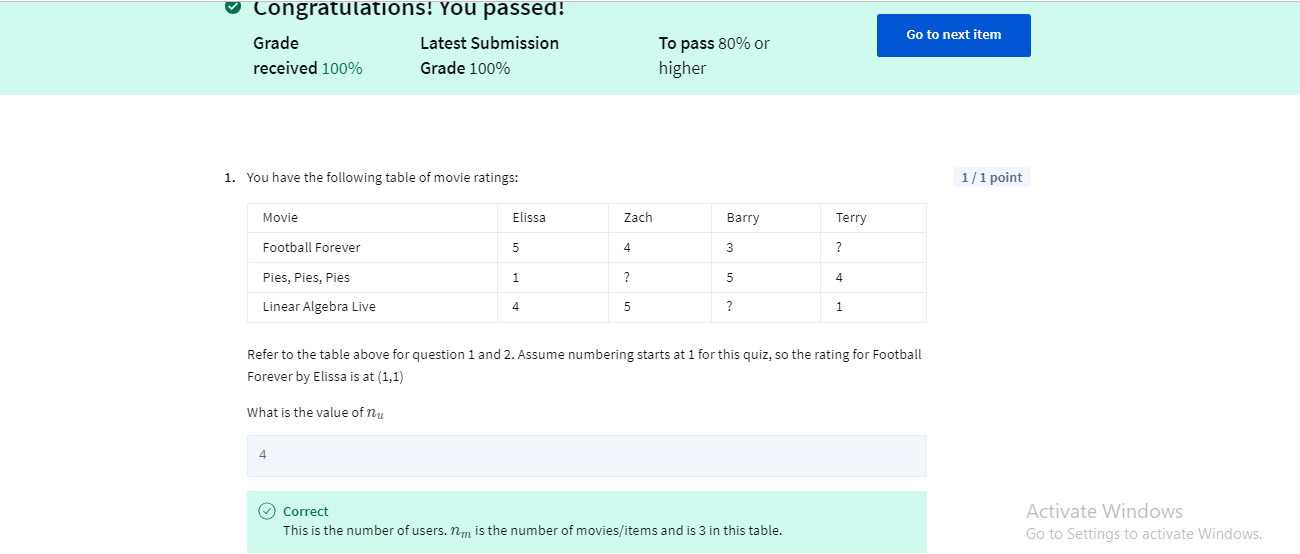 Congratulations! You passed!
Grade received 100%
Latest Submission Grade 100%
To pass 80% or higher
Go to next item
1. You have the following table of movie ratings:
1 / 1 point
Movie Elissa Zach Barry Terry
Football Forever 5 4 3 ?
Pies, Pies, Pies 1 ? 5 4
Linear Algebra Live 4 5 ? 1
Refer to the table above for question 1 and 2. Assume numbering starts at 1 for this quiz, so the rating for Football
Forever by Elissa is at (1,1)
What is the value of nᵤ
4
Correct
This is the number of users. nₘ is the number of movies/items and is 3 in this table.
Activate Windows
Go to Settings to activate Windows.